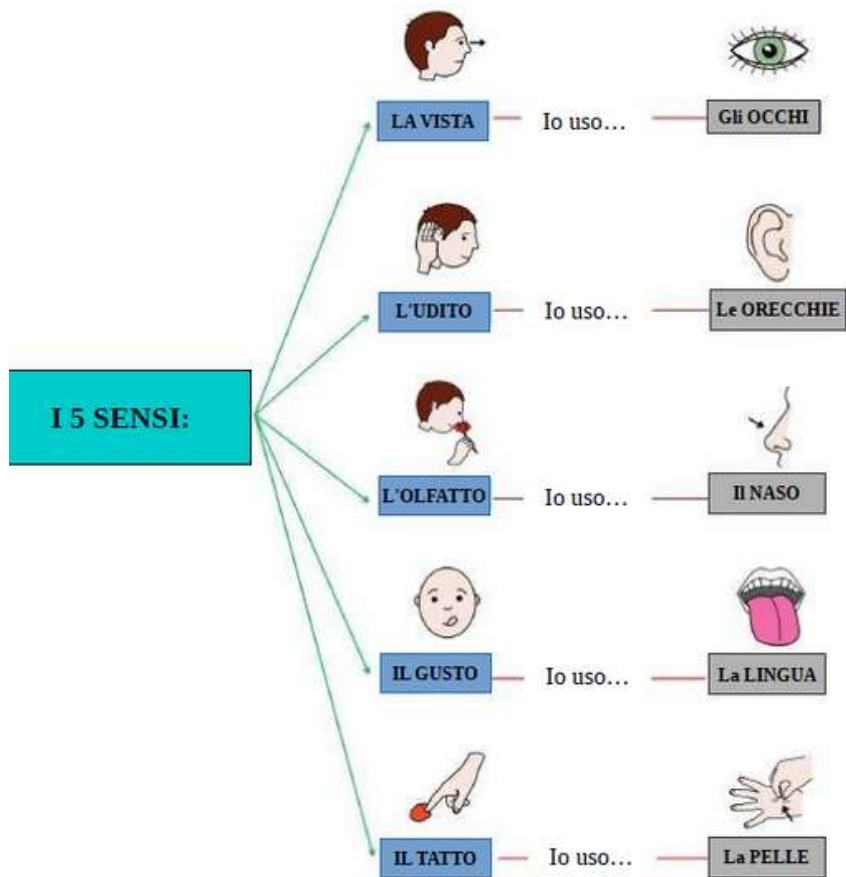 LA VISTA Io uso… Gli OCCHI
L'UDITO Io uso… Le ORECCHIE
I 5 SENSI:
L'OLFATTO Io uso… Il NASO
IL GUSTO Io uso… La LINGUA
IL TATTO Io uso… La PELLE